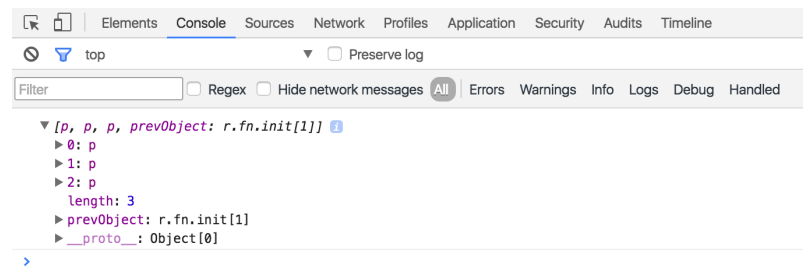 Elements Console Sources Network Profiles Application Security Audits Timeline
top Preserve log
Filter Regex Hide network messages All Errors Warnings Info Logs Debug Handled
[p, p, p, prevObject: r.fn.init[1]] i
0: p
1: p
2: p
length: 3
prevObject: r.fn.init[1]
__proto__: Object[0]
>